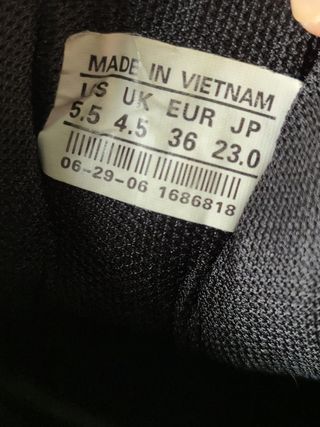 MADE IN VIETNAM
US UK EUR JP
5.5 4.5 36 23.0
06-29-06 1686818